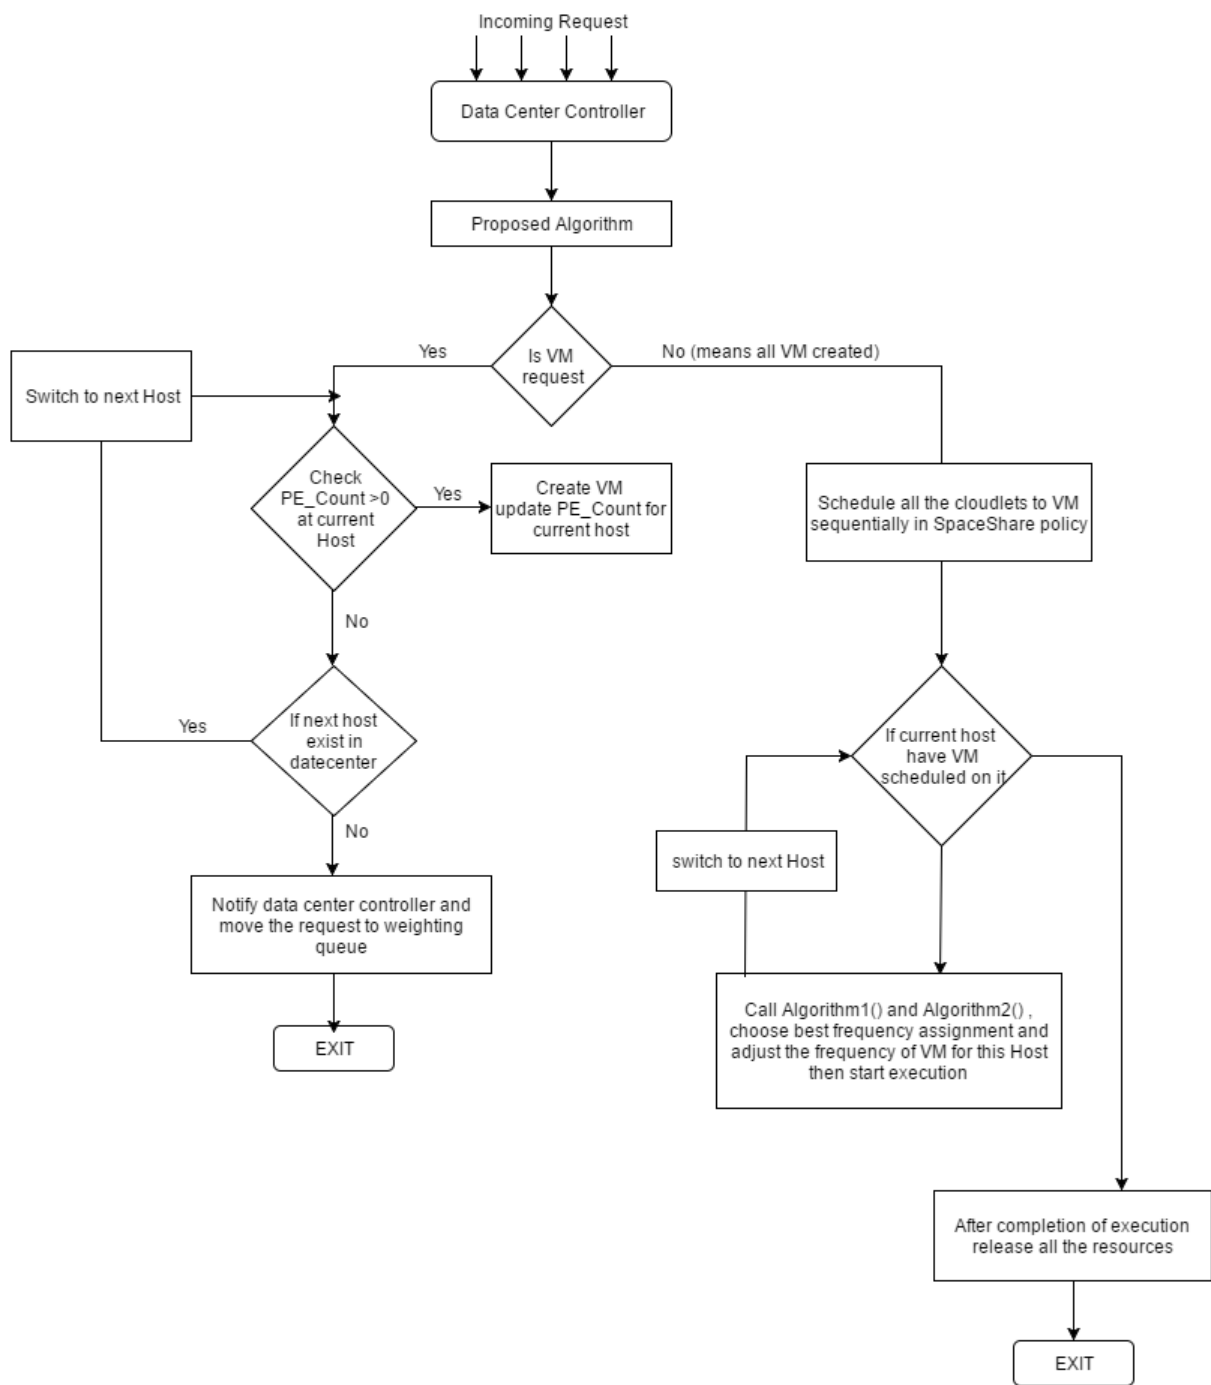 Incoming Request
Data Center Controller
Proposed Algorithm
Is VM
request
Yes
No (means all VM created)
Switch to next Host
Check
PE_Count >0
at current
Host
Yes
Create VM
update PE_Count for
current host
No
If next host
exist in
datecenter
Yes
No
Notify data center controller and
move the request to weighting
queue
EXIT
Schedule all the cloudlets to VM
sequentially in SpaceShare policy
If current host
have VM
scheduled on it
switch to next Host
Call Algorithm1() and Algorithm2() ,
choose best frequency assignment and
adjust the frequency of VM for this Host
then start execution
After completion of execution
release all the resources
EXIT